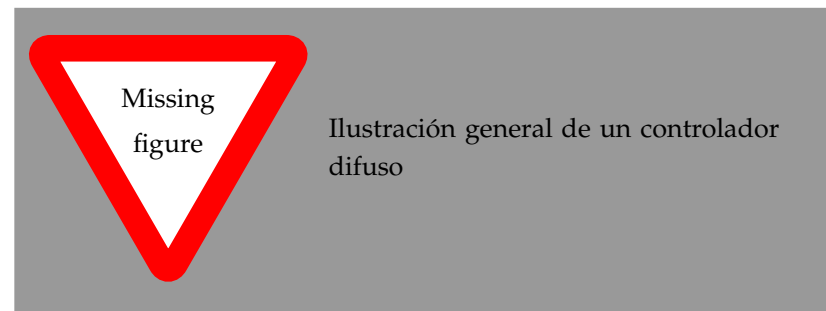 Missing
figure
Ilustración general de un controlador
difuso